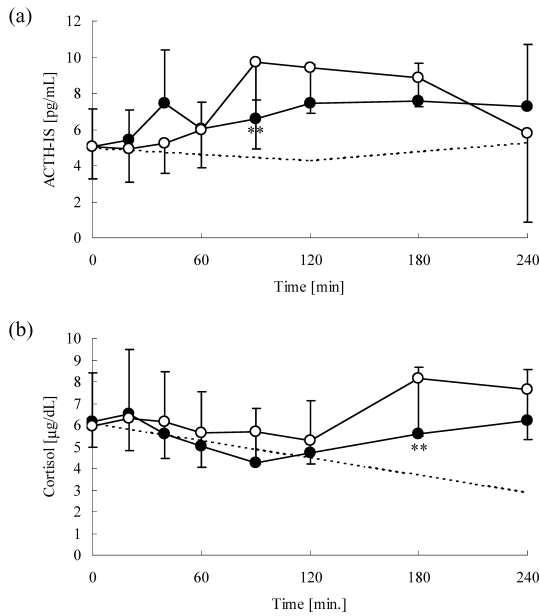 (a)
12
10
8
6
4
2
0
ACTH-IS [pg/mL]
**
0 60 120 180 240
Time [min]
(b)
10
9
8
7
6
5
4
3
2
1
0
Cortisol [μg/dL]
**
0 60 120 180 240
Time [min.]